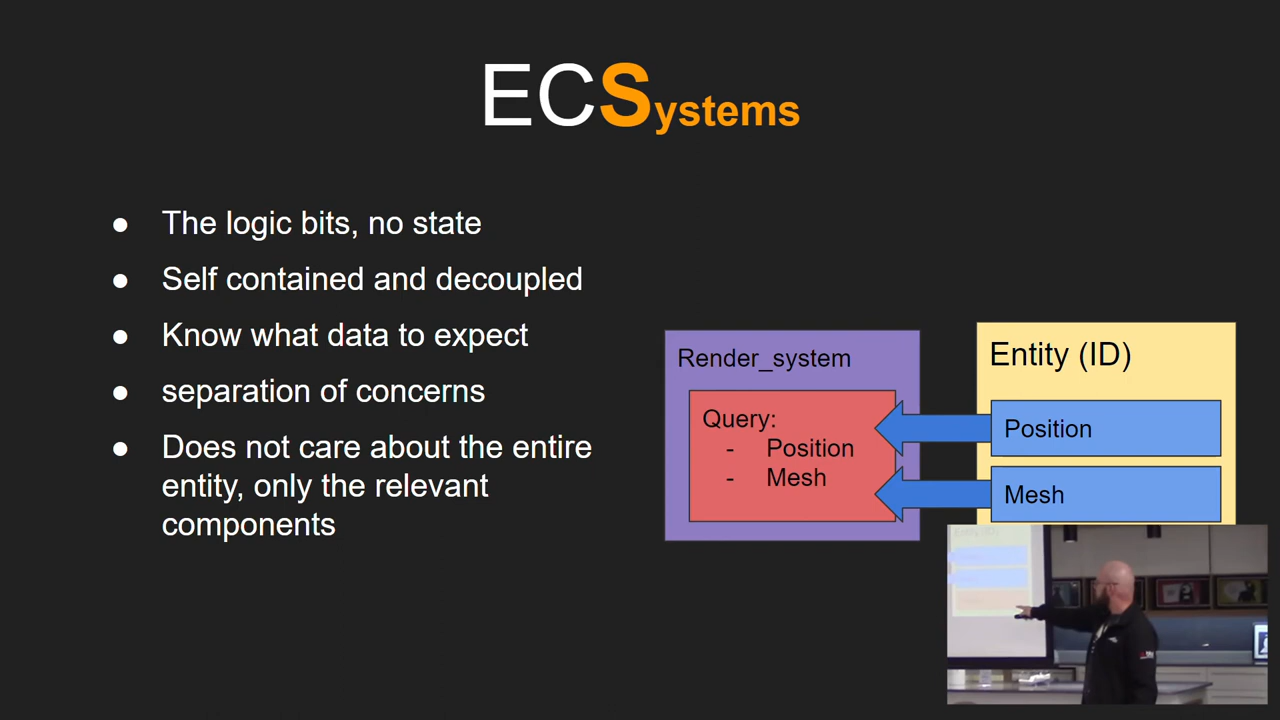 ECSystems
● The logic bits, no state
● Self contained and decoupled
● Know what data to expect
● separation of concerns
● Does not care about the entire
entity, only the relevant
components
Render_system
Query:
- Position
- Mesh
Entity (ID)
Position
Mesh